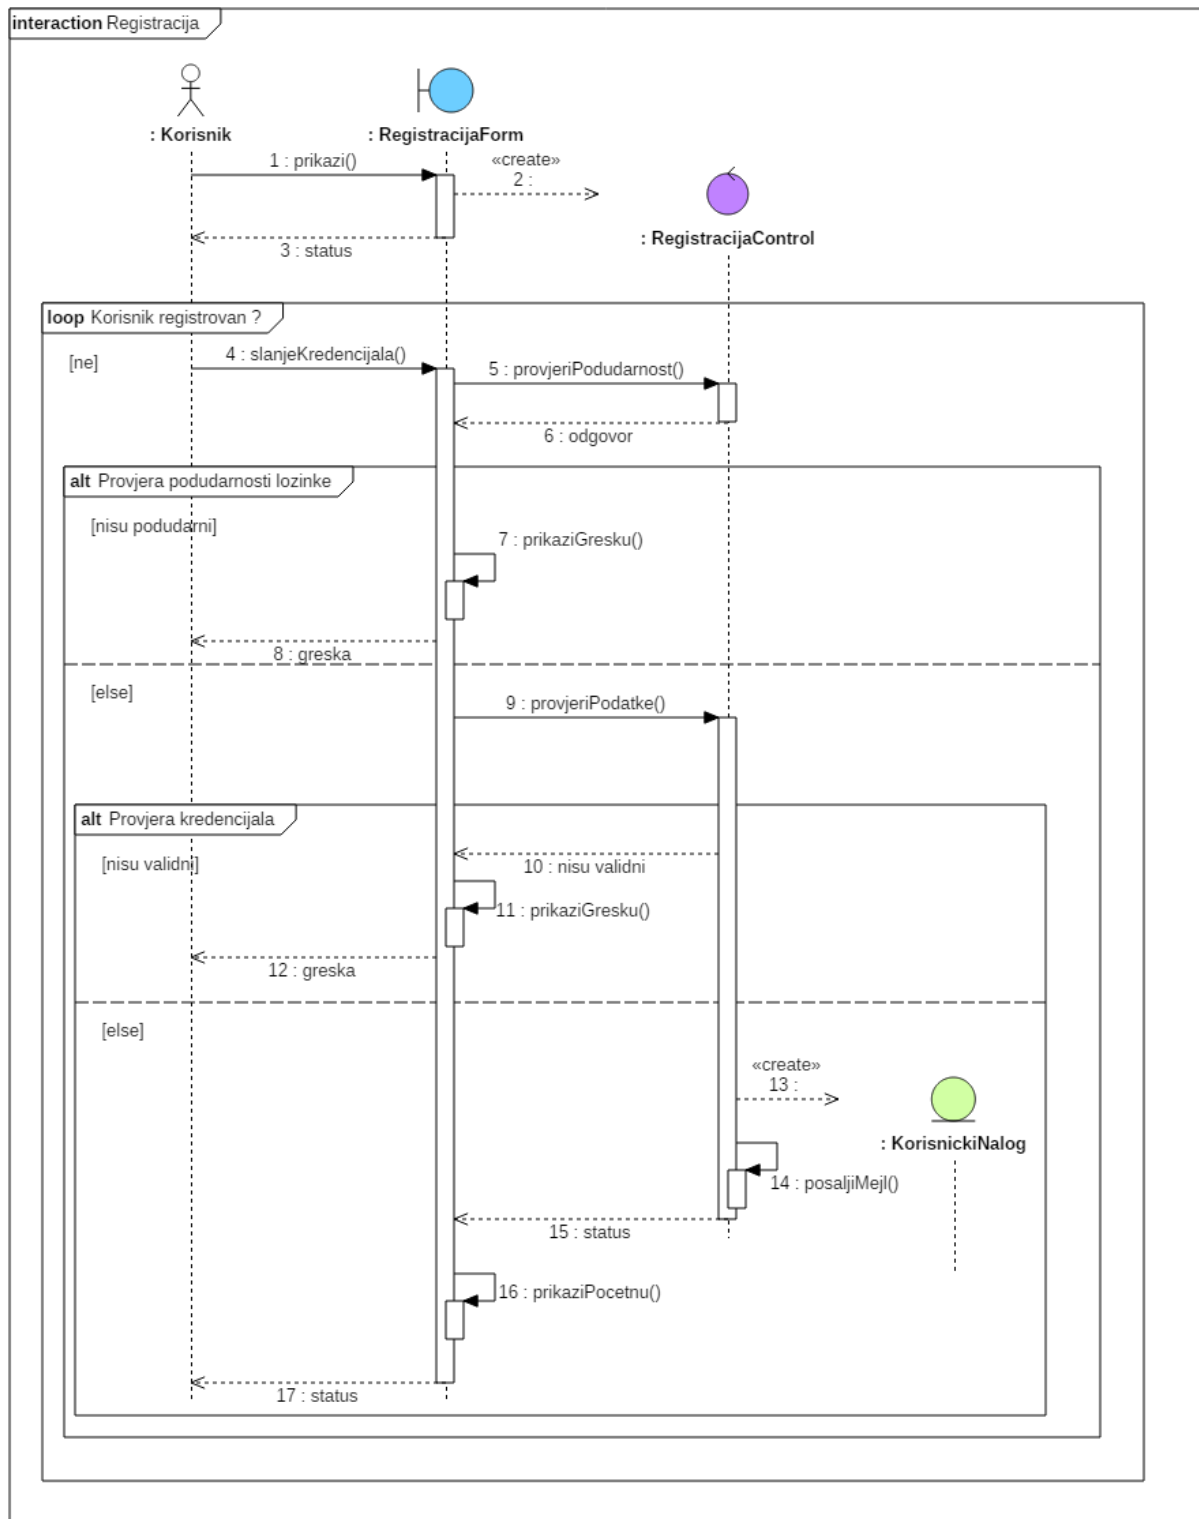 interaction Registracija
: Korisnik
: RegistracijaForm
1 : prikazi()
«create»
2 :
: RegistracijaControl
3 : status
loop Korisnik registrovan ?
[ne]
4 : slanjeKredencijala()
5 : provjeriPodudarnost()
6 : odgovor
alt Provjera podudarnosti lozinke
[nisu podudarni]
7 : prikaziGresku()
8 : greska
[else]
9 : provjeriPodatke()
alt Provjera kredencijala
[nisu validni]
10 : nisu validni
11 : prikaziGresku()
12 : greska
[else]
«create»
13 :
: KorisnickiNalog
14 : posaljiMejl()
15 : status
16 : prikaziPocetnu()
17 : status